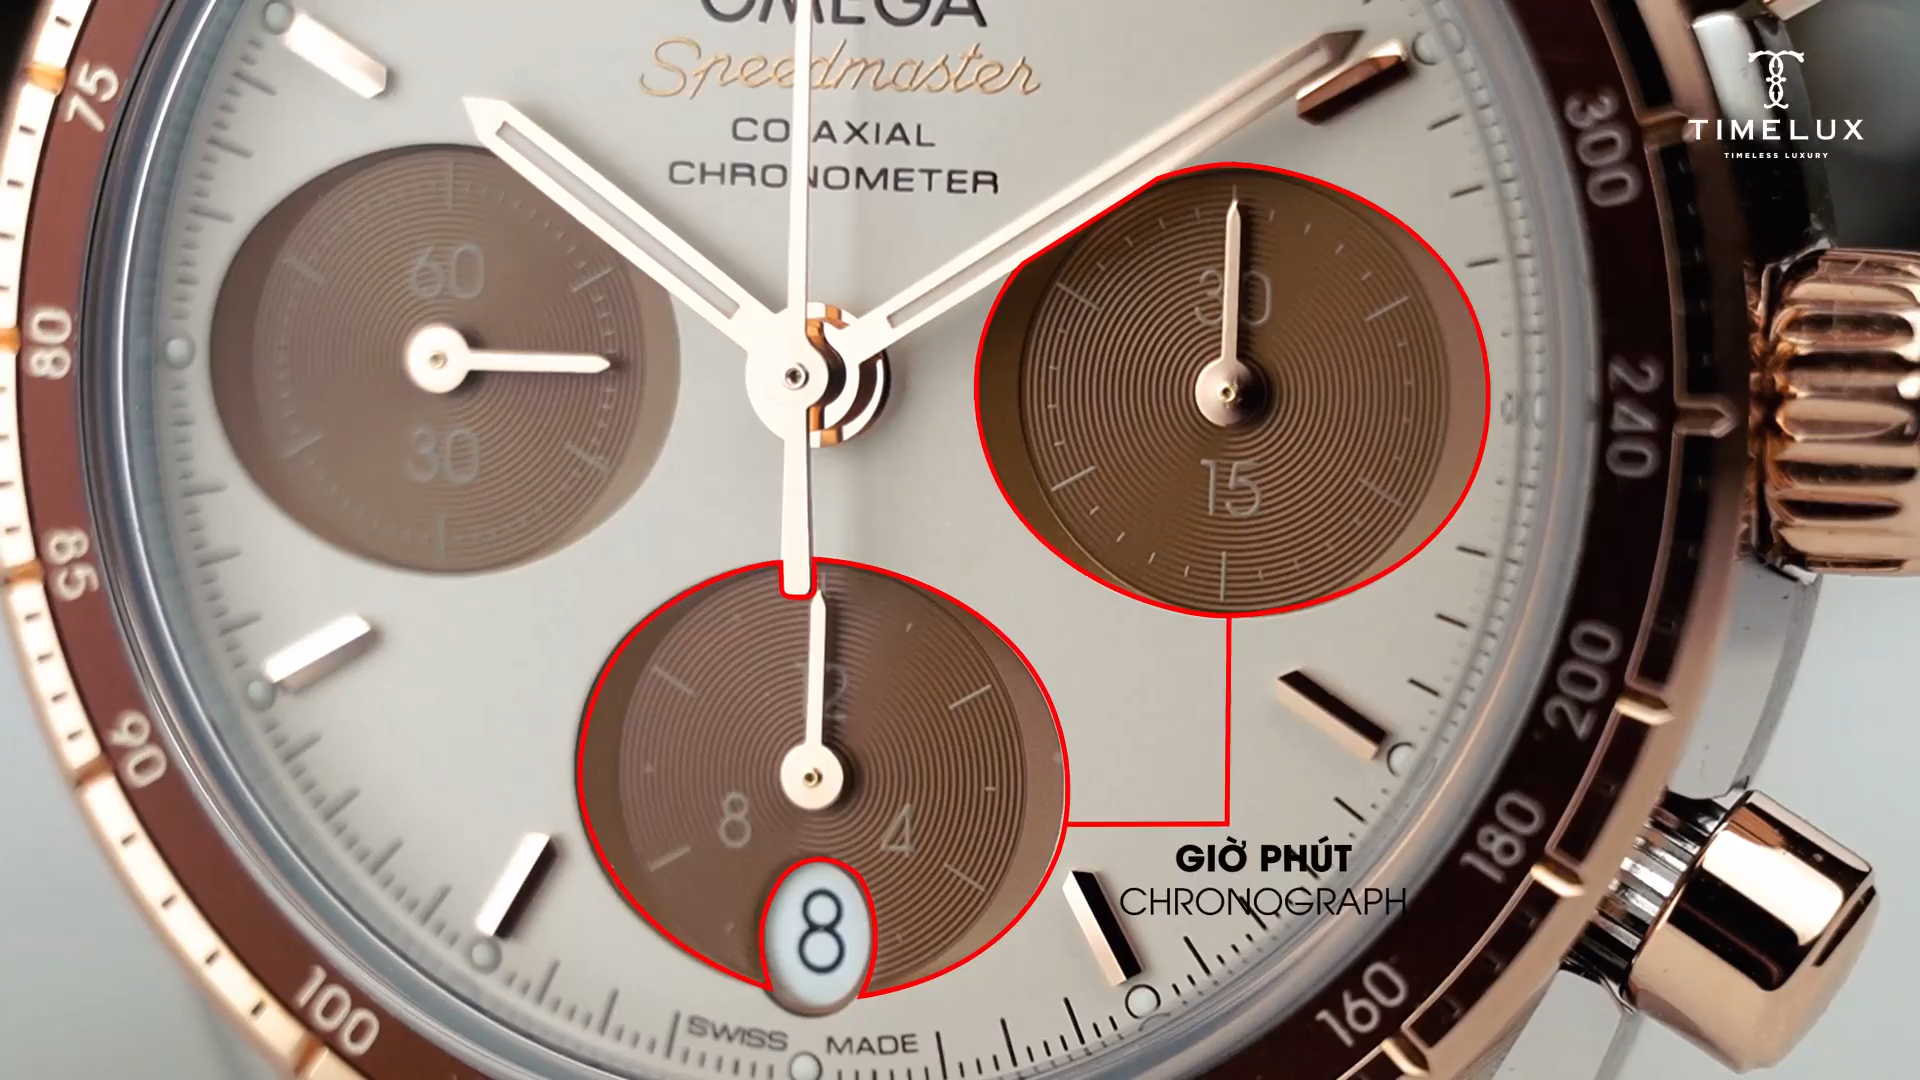 OMEGA
Speedmaster
CO-AXIAL
CHRONOMETER
TIMELUX
TIMELESS LUXURY
75
80
85
90
100
300
240
200
180
160
60
30
30
15
12
8
4
8
GIỜ PHÚT
CHRONOGRAPH
SWISS MADE